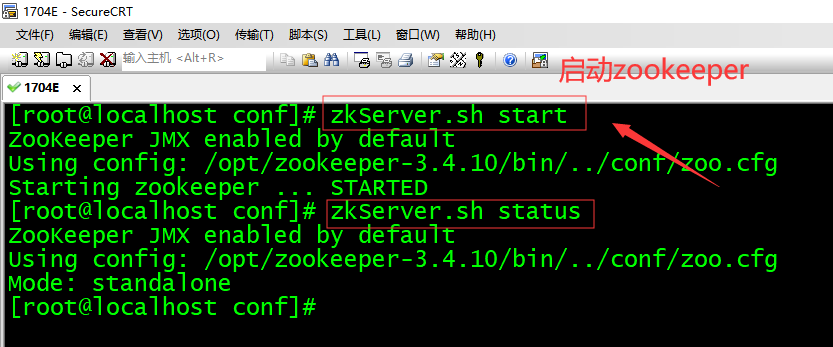 1704E - SecureCRT
文件(F) 编辑(E) 查看(V) 选项(O) 传输(T) 脚本(S) 工具(L) 窗口(W) 帮助(H)
输入主机 <Alt+R>
启动zookeeper
1704E
[root@localhost conf]# zkServer.sh start
ZooKeeper JMX enabled by default
Using config: /opt/zookeeper-3.4.10/bin/../conf/zoo.cfg
Starting zookeeper ... STARTED
[root@localhost conf]# zkServer.sh status
ZooKeeper JMX enabled by default
Using config: /opt/zookeeper-3.4.10/bin/../conf/zoo.cfg
Mode: standalone
[root@localhost conf]#